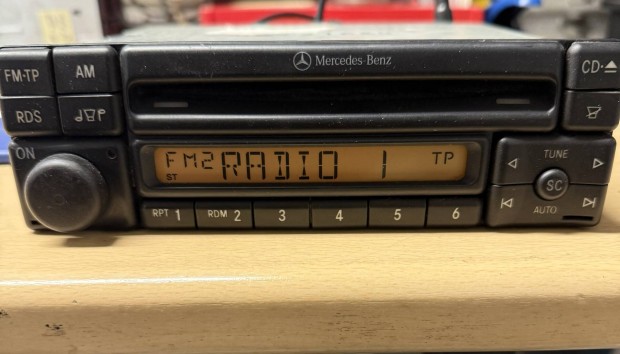 Mercedes-Benz
FM·TP AM CD·⏏
RDS
ON
FM2 RADIO 1 TP
ST
TUNE
SC
AUTO
RPT 1 RDM 2 3 4 5 6